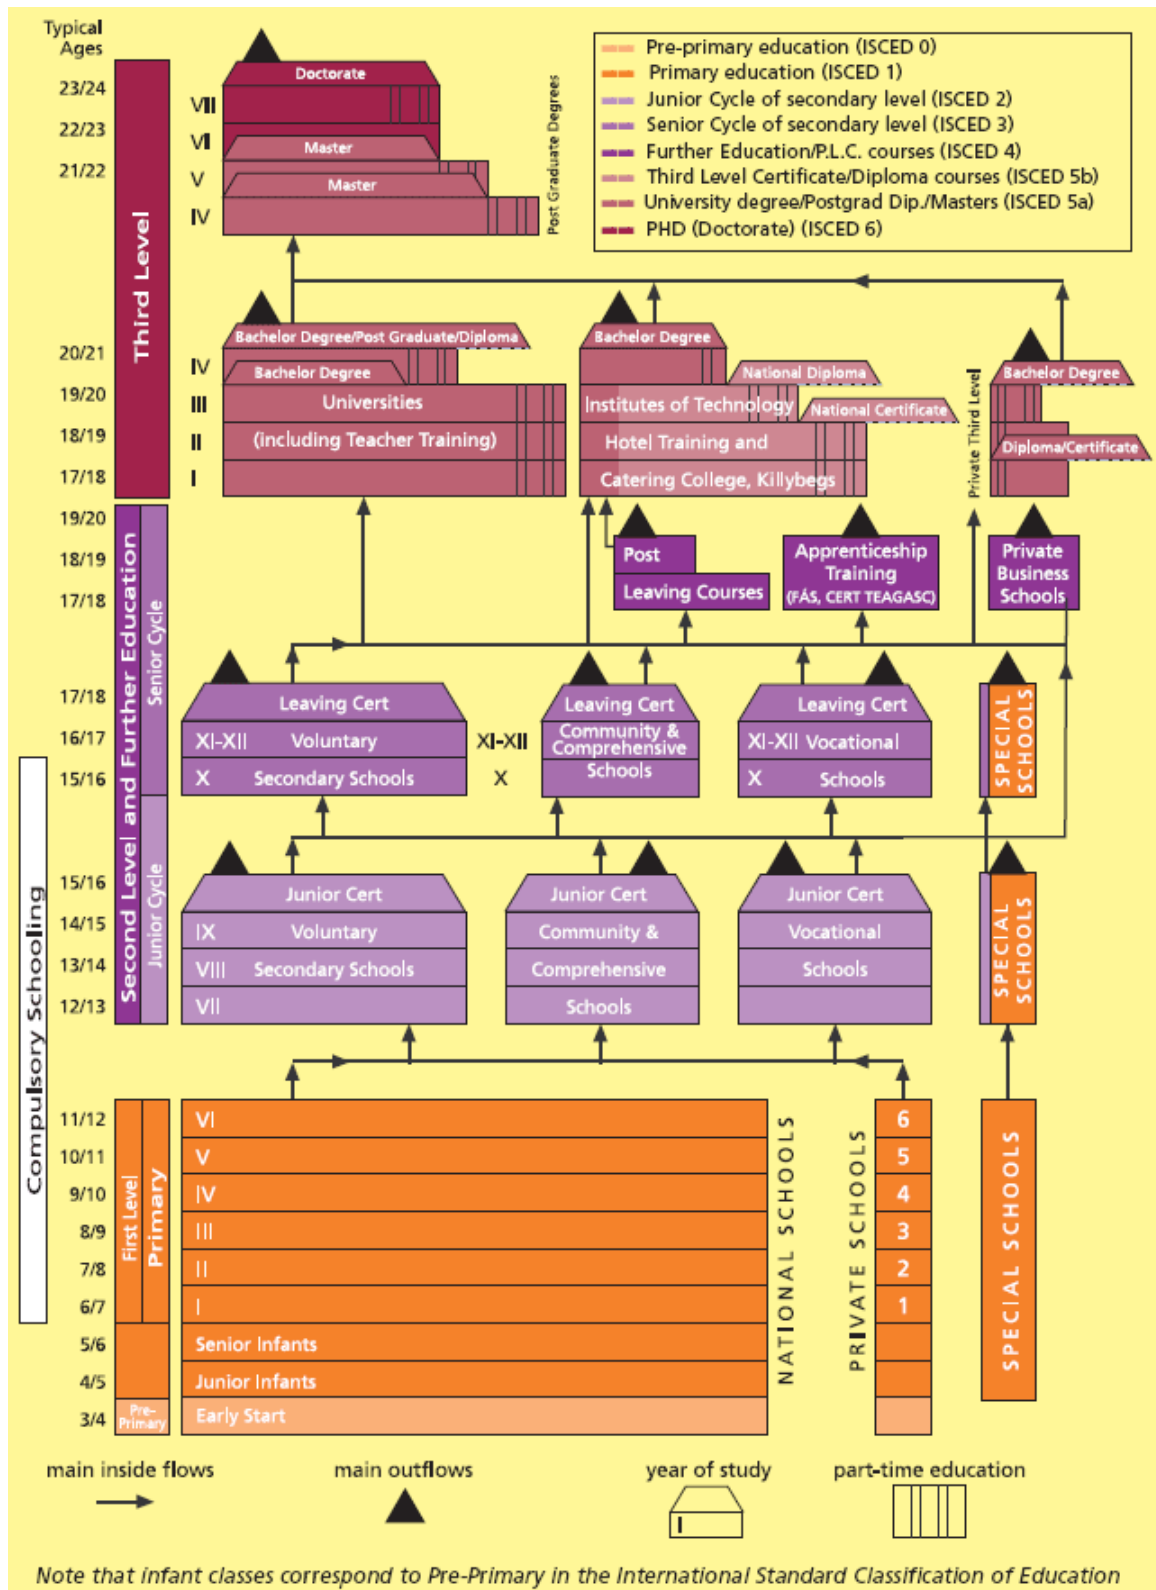 Typical
Ages
Pre-primary education (ISCED 0)
Primary education (ISCED 1)
Junior Cycle of secondary level (ISCED 2)
Senior Cycle of secondary level (ISCED 3)
Further Education/P.L.C. courses (ISCED 4)
Third Level Certificate/Diploma courses (ISCED 5b)
University degree/Postgrad Dip./Masters (ISCED 5a)
PHD (Doctorate) (ISCED 6)
Third Level
Doctorate
23/24
VIII
22/23
VII
Master
21/22
V
Master
IV
Post Graduate Degrees
Bachelor Degree/Post Graduate/Diploma
Bachelor Degree
20/21
IV
Bachelor Degree
National Diploma
Bachelor Degree
19/20
III
Universities
Institutes of Technology
National Certificate
18/19
II
(including Teacher Training)
Hotel Training and
Diploma/Certificate
17/18
I
Catering College, Killybegs
Private Third Level
Second Level and Further Education
Senior Cycle
19/20
18/19
17/18
Post
Leaving Courses
Apprenticeship
Training
(FÁS, CERT TEAGASC)
Private
Business
Schools
17/18
Leaving Cert
Leaving Cert
Leaving Cert
16/17
XI-XII Voluntary
XI-XII
Community &
Comprehensive
XI-XII Vocational
15/16
X Secondary Schools
X
Schools
X Schools
SPECIAL
SCHOOLS
Compulsory Schooling
Junior Cycle
15/16
Junior Cert
Junior Cert
Junior Cert
14/15
IX Voluntary
Community &
Vocational
13/14
VIII Secondary Schools
Comprehensive
Schools
12/13
VII
Schools
SPECIAL
SCHOOLS
First Level
Primary
11/12
VI
6
10/11
V
5
9/10
IV
4
8/9
III
3
7/8
II
2
6/7
I
1
5/6
Senior Infants
4/5
Junior Infants
Pre-
Primary
3/4
Early Start
NATIONAL SCHOOLS
PRIVATE SCHOOLS
SPECIAL SCHOOLS
main inside flows
main outflows
year of study
part-time education
I
Note that infant classes correspond to Pre-Primary in the International Standard Classification of Education